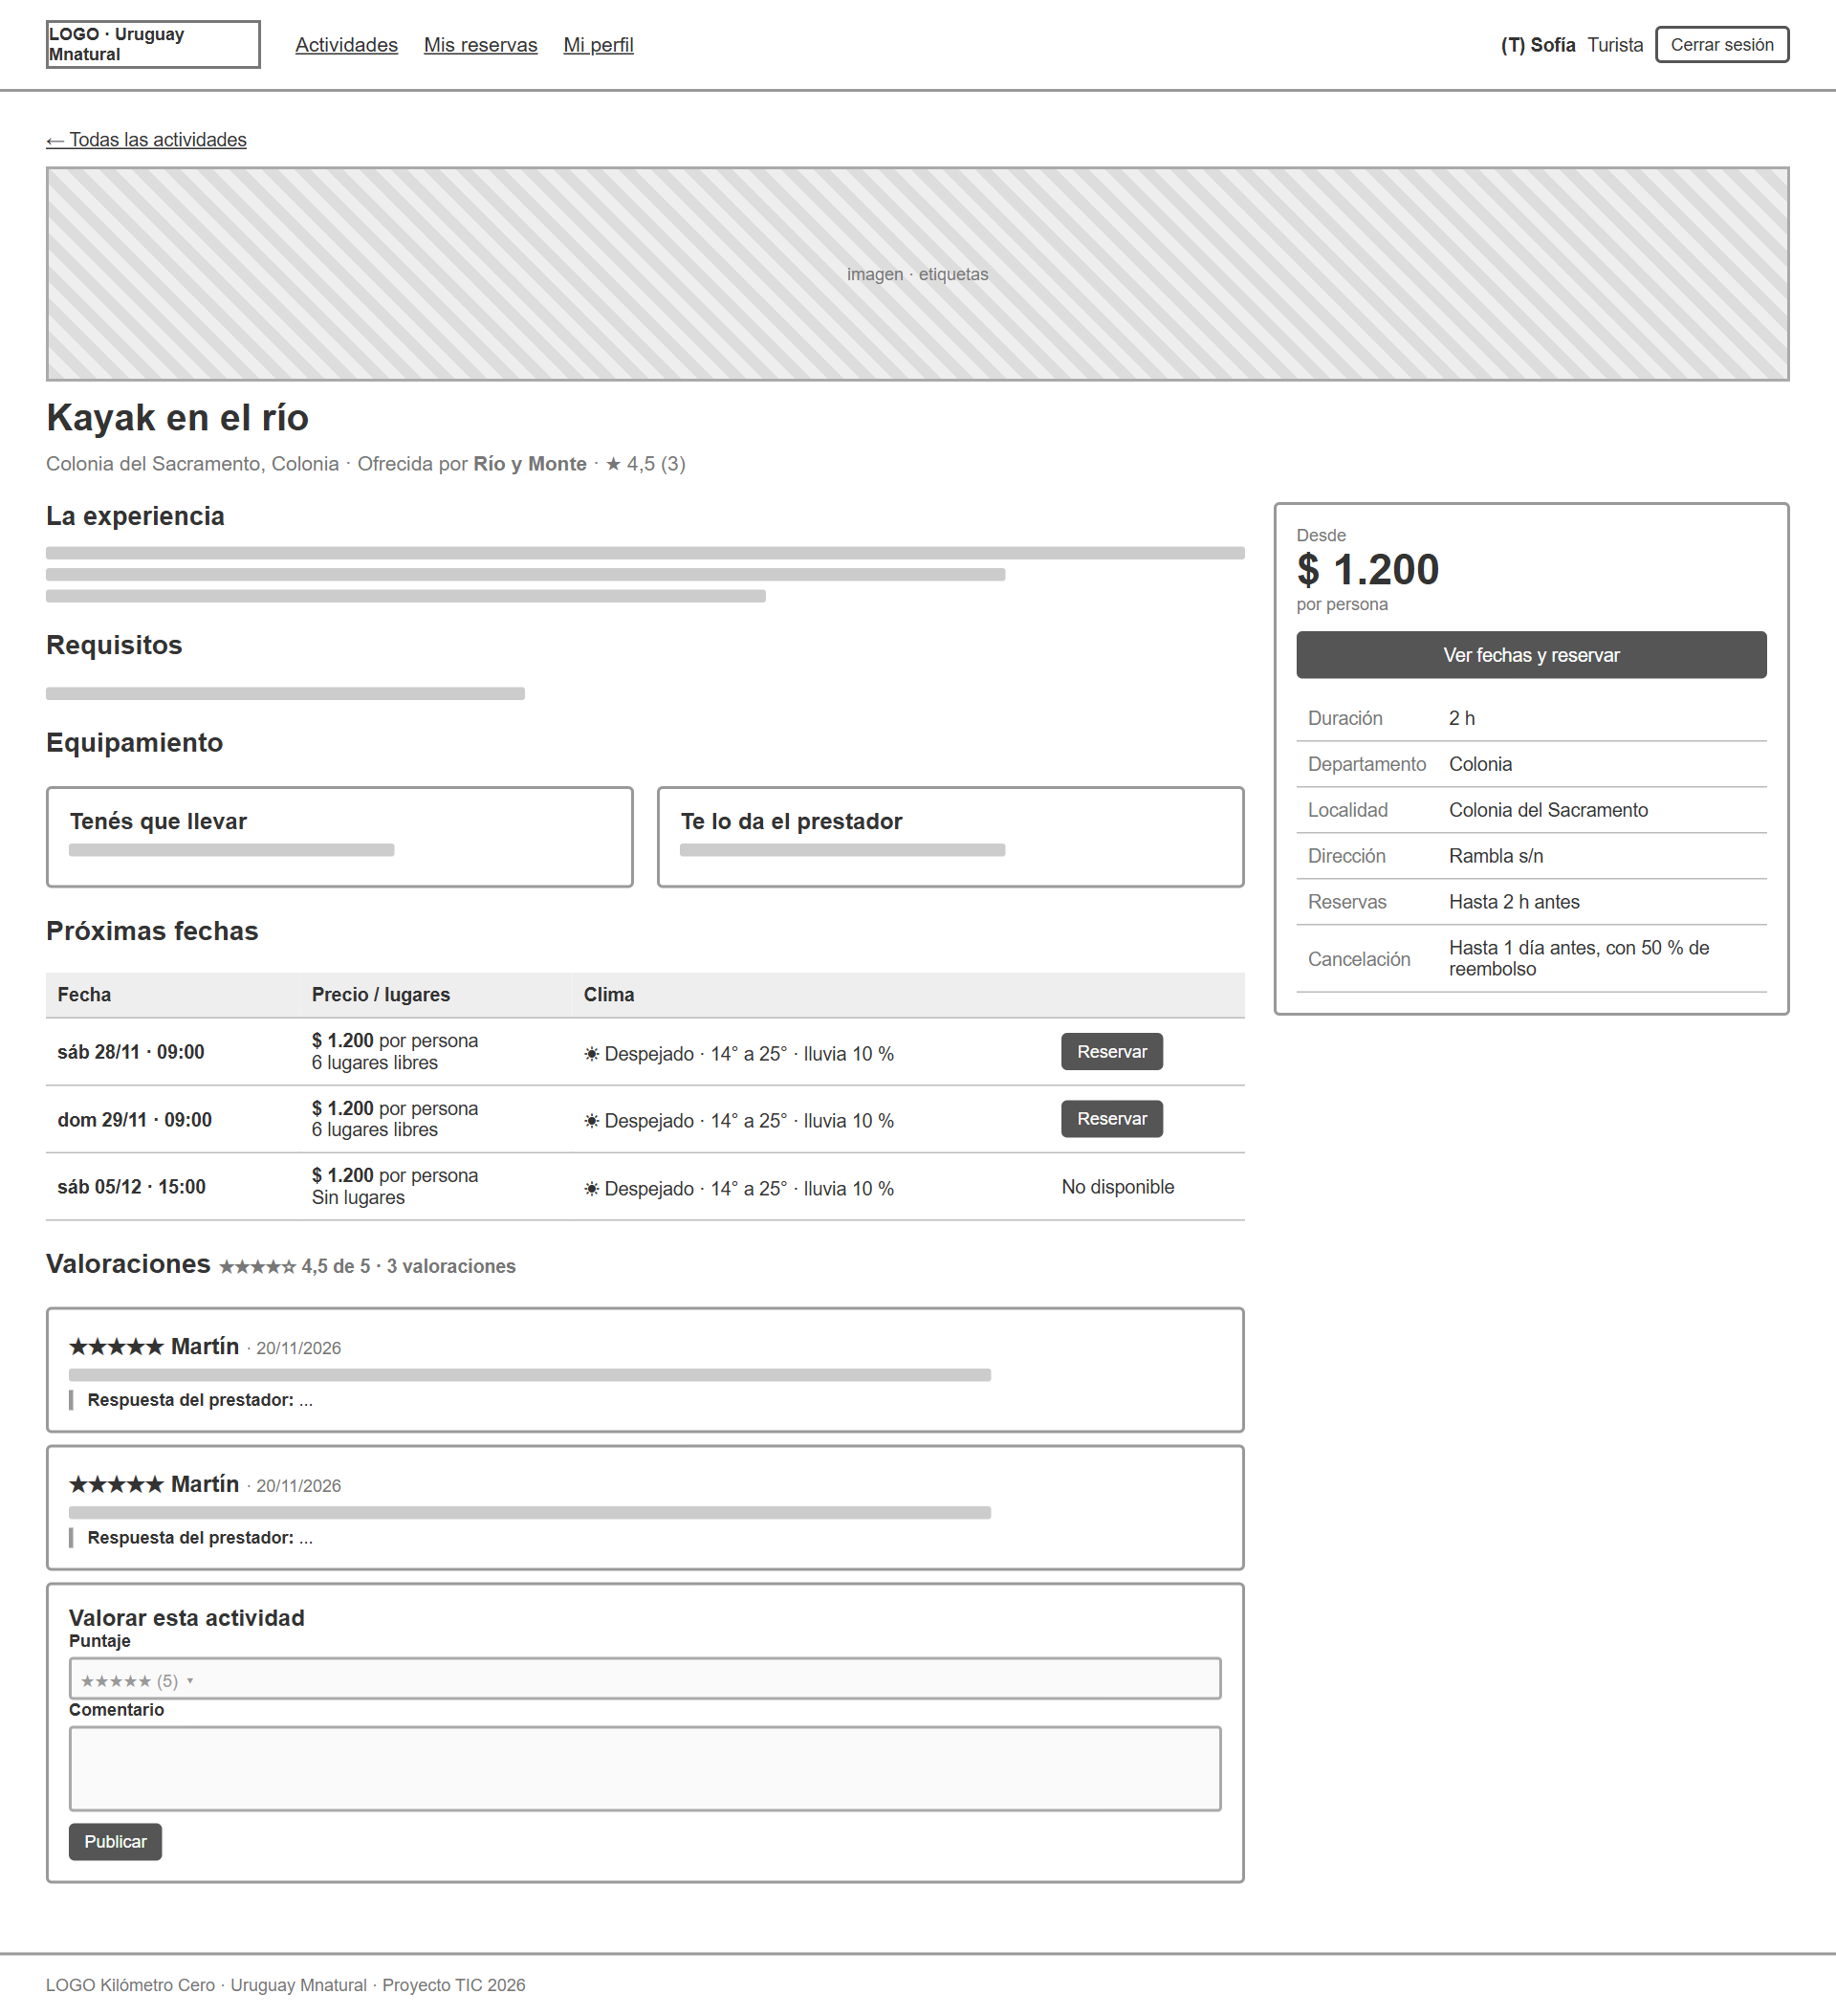 LOGO · Uruguay
Mnatural
Actividades Mis reservas Mi perfil
(T) Sofía Turista Cerrar sesión
← Todas las actividades
imagen · etiquetas
Kayak en el río
Colonia del Sacramento, Colonia · Ofrecida por Río y Monte · ★ 4,5 (3)
La experiencia
Requisitos
Equipamiento
Tenés que llevar
Te lo da el prestador
Próximas fechas
Fecha Precio / lugares Clima
sáb 28/11 · 09:00 $ 1.200 por persona
6 lugares libres ☀ Despejado · 14° a 25° · lluvia 10 % Reservar
dom 29/11 · 09:00 $ 1.200 por persona
6 lugares libres ☀ Despejado · 14° a 25° · lluvia 10 % Reservar
sáb 05/12 · 15:00 $ 1.200 por persona
Sin lugares ☀ Despejado · 14° a 25° · lluvia 10 % No disponible
Valoraciones ★★★★☆ 4,5 de 5 · 3 valoraciones
★★★★★ Martín · 20/11/2026
Respuesta del prestador: ...
★★★★★ Martín · 20/11/2026
Respuesta del prestador: ...
Valorar esta actividad
Puntaje
★★★★★ (5) ▾
Comentario
Publicar
Desde
$ 1.200
por persona
Ver fechas y reservar
Duración 2 h
Departamento Colonia
Localidad Colonia del Sacramento
Dirección Rambla s/n
Reservas Hasta 2 h antes
Cancelación Hasta 1 día antes, con 50 % de
reembolso
LOGO Kilómetro Cero · Uruguay Mnatural · Proyecto TIC 2026